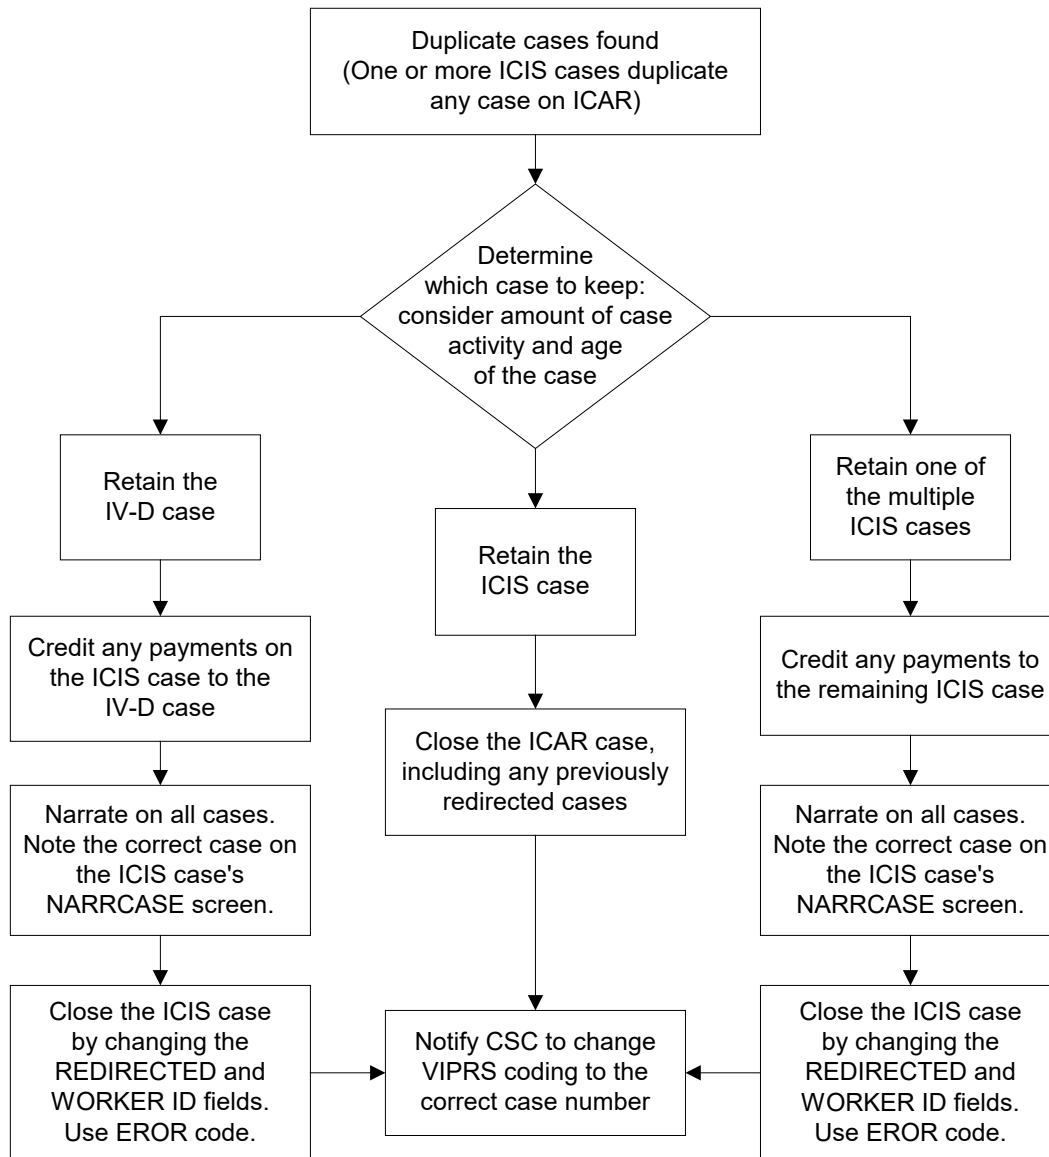 Duplicate cases found
(One or more ICIS cases duplicate
any case on ICAR)
Determine
which case to keep:
consider amount of case
activity and age
of the case
Retain the
IV-D case
Retain the
ICIS case
Retain one of
the multiple
ICIS cases
Credit any payments on
the ICIS case to the
IV-D case
Close the ICAR case,
including any previously
redirected cases
Credit any payments to
the remaining ICIS case
Narrate on all cases.
Note the correct case on
the ICIS case's
NARRCASE screen.
Narrate on all cases.
Note the correct case on
the ICIS case's
NARRCASE screen.
Close the ICIS case
by changing the
REDIRECTED and
WORKER ID fields.
Use EROR code.
Notify CSC to change
VIPRS coding to the
correct case number
Close the ICIS case
by changing the
REDIRECTED and
WORKER ID fields.
Use EROR code.